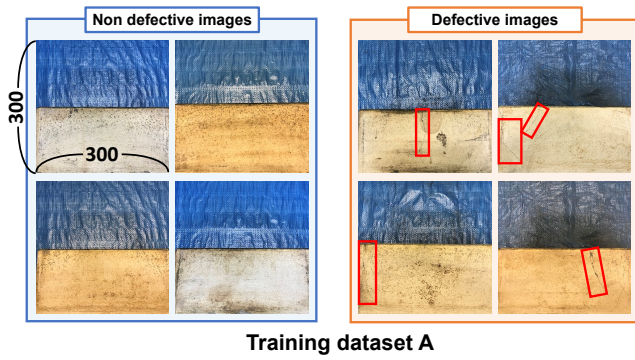 Non defective images
Defective images
300
300
Training dataset A